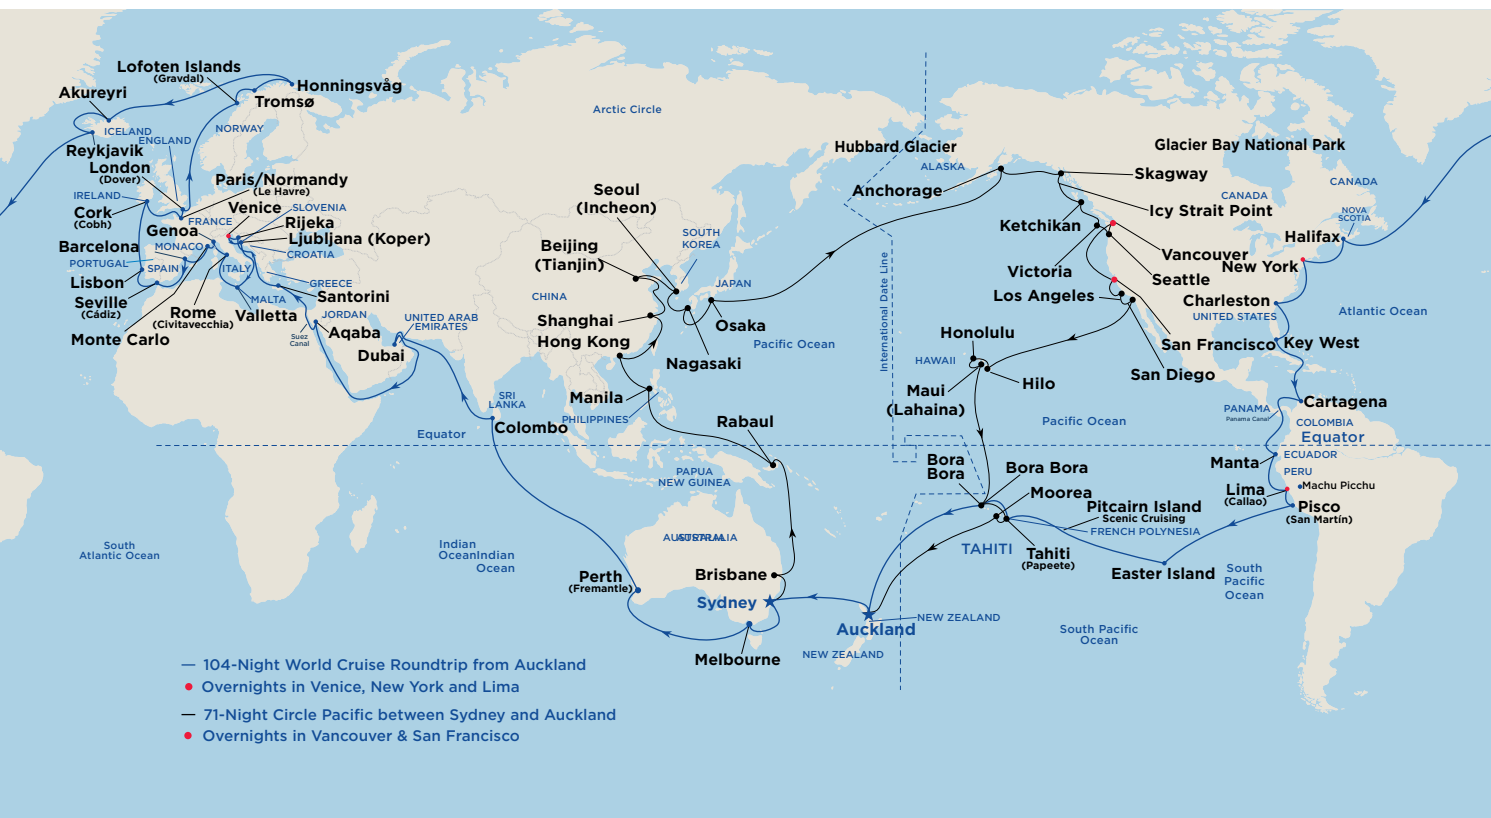 Lofoten Islands
(Gravdal)
Honningsvåg
Akureyri
Tromsø
Arctic Circle
ICELAND
NORWAY
ENGLAND
Reykjavik
London
(Dover)
Paris/Normandy
(Le Havre)
IRELAND
Venice
SLOVENIA
Cork
(Cobh)
FRANCE
Rijeka
Genoa
Ljubljana (Koper)
Barcelona
MONACO
CROATIA
PORTUGAL
SPAIN
ITALY
Lisbon
GREECE
Seville
(Cádiz)
MALTA
Santorini
Rome
(Civitavecchia)
Valletta
JORDAN
Monte Carlo
Suez
Canal
Aqaba
UNITED ARAB
EMIRATES
Dubai
Seoul
(Incheon)
SOUTH
KOREA
Beijing
(Tianjin)
JAPAN
CHINA
Shanghai
Osaka
Hong Kong
Nagasaki
Pacific Ocean
Manila
PHILIPPINES
SRI
LANKA
Colombo
Equator
Rabaul
PAPUA
NEW GUINEA
Hubbard Glacier
ALASKA
Anchorage
Glacier Bay National Park
Skagway
CANADA
CANADA
Icy Strait Point
NOVA
SCOTIA
Ketchikan
Halifax
Vancouver
New York
Victoria
Seattle
Los Angeles
Charleston
UNITED STATES
Atlantic Ocean
International Date Line
Honolulu
San Francisco
Key West
HAWAII
Hilo
San Diego
Maui
(Lahaina)
Cartagena
PANAMA
Panama Canal
Pacific Ocean
COLOMBIA
Equator
ECUADOR
Manta
PERU
Bora
Bora
Bora Bora
Lima
(Callao)
Machu Picchu
Moorea
Pitcairn Island
Scenic Cruising
Pisco
(San Martín)
FRENCH POLYNESIA
TAHITI
Tahiti
(Papeete)
Easter Island
South
Pacific
Ocean
South
Atlantic Ocean
Indian
OceanIndian
Ocean
AUSTRALIA
AUSTRALIA
Perth
(Fremantle)
Brisbane
Sydney
Auckland
NEW ZEALAND
South Pacific
Ocean
Melbourne
NEW ZEALAND
104-Night World Cruise Roundtrip from Auckland
Overnights in Venice, New York and Lima
71-Night Circle Pacific between Sydney and Auckland
Overnights in Vancouver & San Francisco